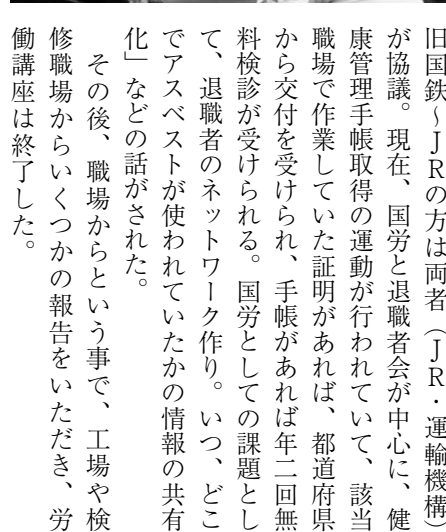 旧国鉄～JRの方は両者（JR・運輸機構）
が協議。現在、国労と退職者会が中心に、健
康管理手帳取得の運動が行われていて、該当
職場で作業していた証明があれば、都道府県
から交付を受けられ、手帳があれば年二回無
料検診が受けられる。国労としての課題とし
て、退職者のネットワーク作り。いつ、どこ
でアスベストが使われていたかの情報の共有
化」などの話がされた。
その後、職場からという事で、工場や検
修職場からいくつかの報告をいただき、労
働講座は終了した。